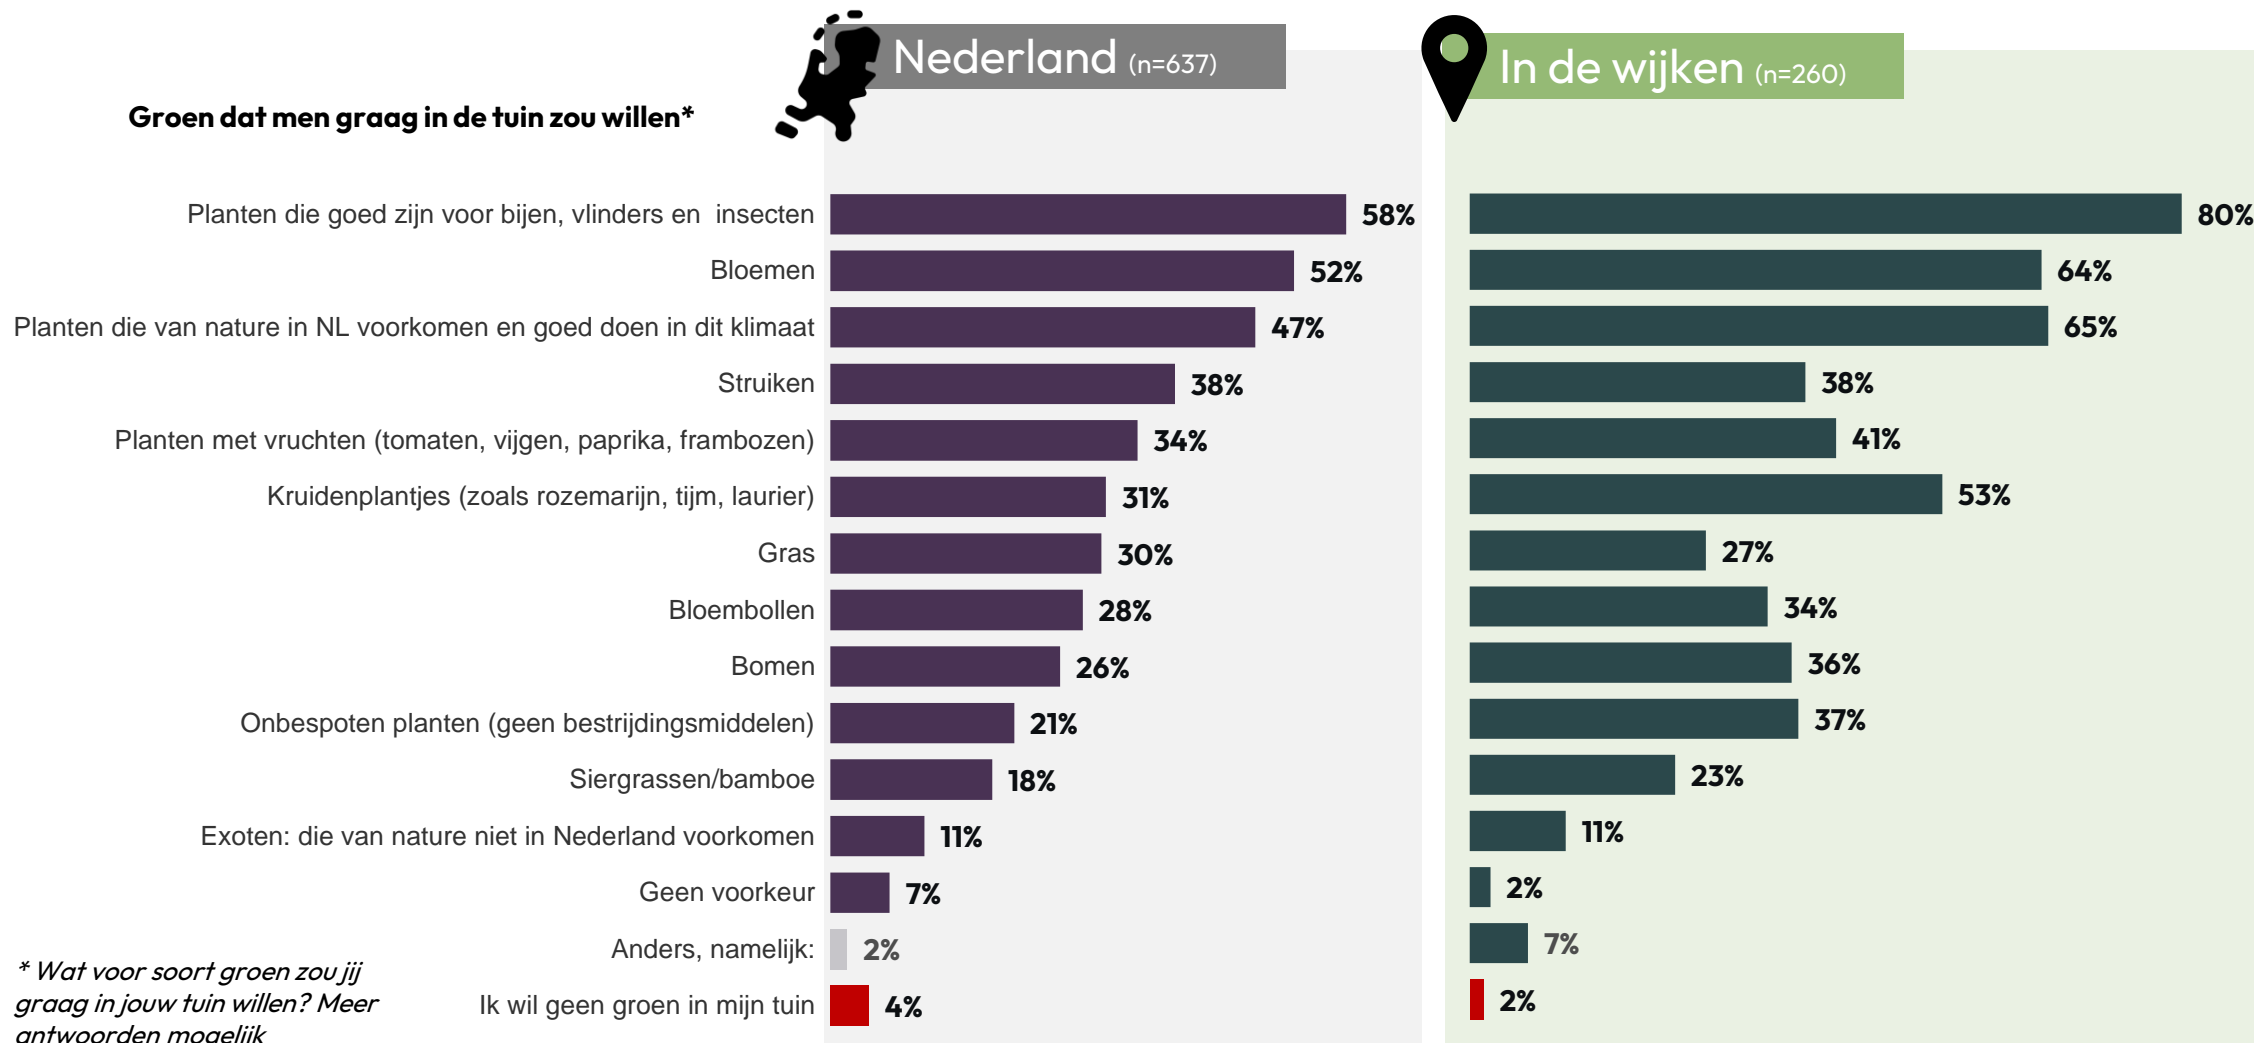 Nederland (n=637)
In de wijken (n=260)
Groen dat men graag in de tuin zou willen*
Planten die goed zijn voor bijen, vlinders en insecten 58% 80%
Bloemen 52% 64%
Planten die van nature in NL voorkomen en goed doen in dit klimaat 47% 65%
Struiken 38% 38%
Planten met vruchten (tomaten, vijgen, paprika, frambozen) 34% 41%
Kruidenplantjes (zoals rozemarijn, tijm, laurier) 31% 53%
Gras 30% 27%
Bloembollen 28% 34%
Bomen 26% 36%
Onbespoten planten (geen bestrijdingsmiddelen) 21% 37%
Siergrassen/bamboe 18% 23%
Exoten: die van nature niet in Nederland voorkomen 11% 11%
Geen voorkeur 7% 2%
Anders, namelijk: 2% 7%
Ik wil geen groen in mijn tuin 4% 2%
* Wat voor soort groen zou jij
graag in jouw tuin willen? Meer
antwoorden mogelijk